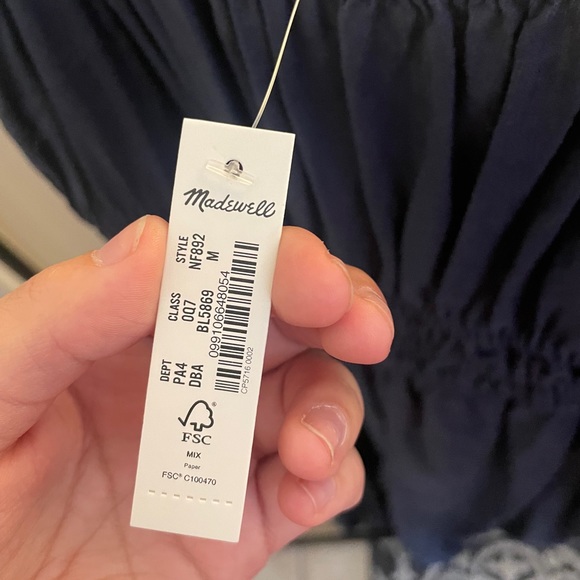 Madewell
DEPT CLASS STYLE
PA4 0Q7 NF892
DBA BL5869 M
099106648054
CP5716 0002
FSC®
MIX
Paper
FSC® C100470